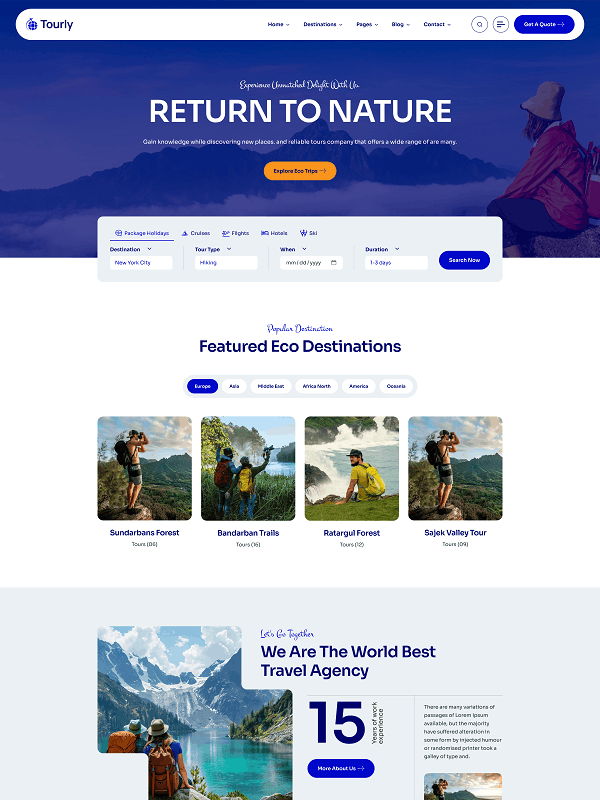 Tourly
Home
Destinations
Pages
Blog
Contact
Get A Quote
Experience Unmatched Delight With Us
RETURN TO NATURE
Gain knowledge while discovering new places, and reliable tours company that offers a wide range of are many.
Explore Eco Trips
Package Holidays
Cruises
Flights
Hotels
Ski
Destination
Tour Type
When
Duration
New York City
Hiking
mm/dd/yyyy
1-3 days
Search Now
Popular Destination
Featured Eco Destinations
Europe
Asia
Middle East
Africa North
America
Oceania
Sundarbans Forest
Tours (06)
Bandarban Trails
Tours (16)
Ratargul Forest
Tours (12)
Sajek Valley Tour
Tours (09)
Let's Go Together
We Are The World Best
Travel Agency
15
Years of work
experience
More About Us
There are many variations of
passages of Lorem Ipsum
available, but the majority
have suffered alteration in
some form by injected humour
or randomised printer took a
galley of type and.